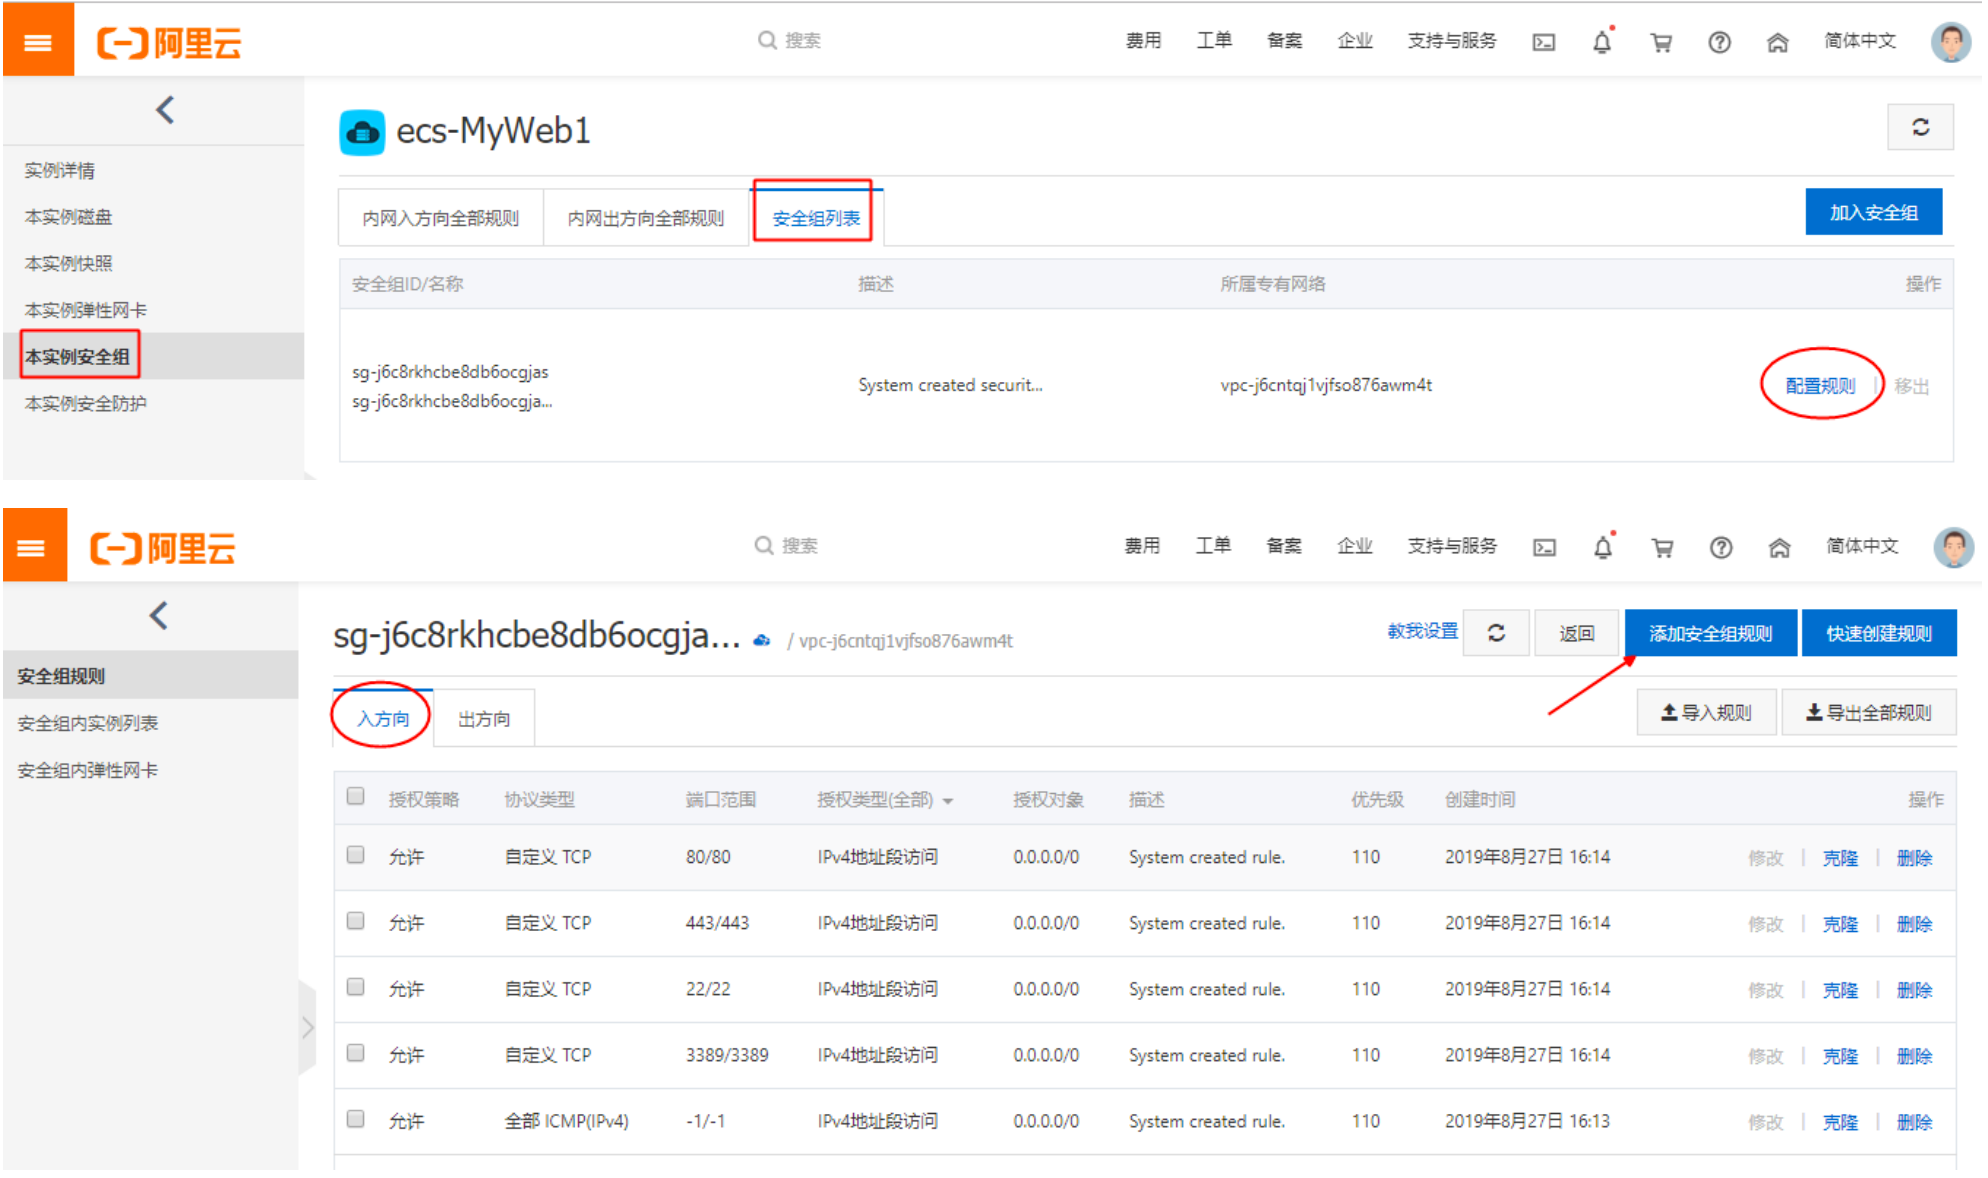 阿里云
搜索
费用 工单 备案 企业 支持与服务 简体中文
ecs-MyWeb1
实例详情
本实例磁盘
本实例快照
本实例弹性网卡
本实例安全组
本实例安全防护
内网入方向全部规则 内网出方向全部规则 安全组列表 加入安全组
安全组ID/名称 描述 所属专有网络 操作
sg-j6c8rkhcbe8db6ocgjas
sg-j6c8rkhcbe8db6ocgja...
System created securit... vpc-j6cntqj1vjfso876awm4t 配置规则 | 移出
阿里云
搜索
费用 工单 备案 企业 支持与服务 简体中文
安全组规则
安全组内实例列表
安全组内弹性网卡
sg-j6c8rkhcbe8db6ocgja... / vpc-j6cntqj1vjfso876awm4t
教我设置 返回 添加安全组规则 快速创建规则
入方向 出方向 导入规则 导出全部规则
授权策略 协议类型 端口范围 授权类型(全部) 授权对象 描述 优先级 创建时间 操作
允许 自定义 TCP 80/80 IPv4地址段访问 0.0.0.0/0 System created rule. 110 2019年8月27日 16:14 修改 | 克隆 | 删除
允许 自定义 TCP 443/443 IPv4地址段访问 0.0.0.0/0 System created rule. 110 2019年8月27日 16:14 修改 | 克隆 | 删除
允许 自定义 TCP 22/22 IPv4地址段访问 0.0.0.0/0 System created rule. 110 2019年8月27日 16:14 修改 | 克隆 | 删除
允许 自定义 TCP 3389/3389 IPv4地址段访问 0.0.0.0/0 System created rule. 110 2019年8月27日 16:14 修改 | 克隆 | 删除
允许 全部 ICMP(IPv4) -1/-1 IPv4地址段访问 0.0.0.0/0 System created rule. 110 2019年8月27日 16:13 修改 | 克隆 | 删除